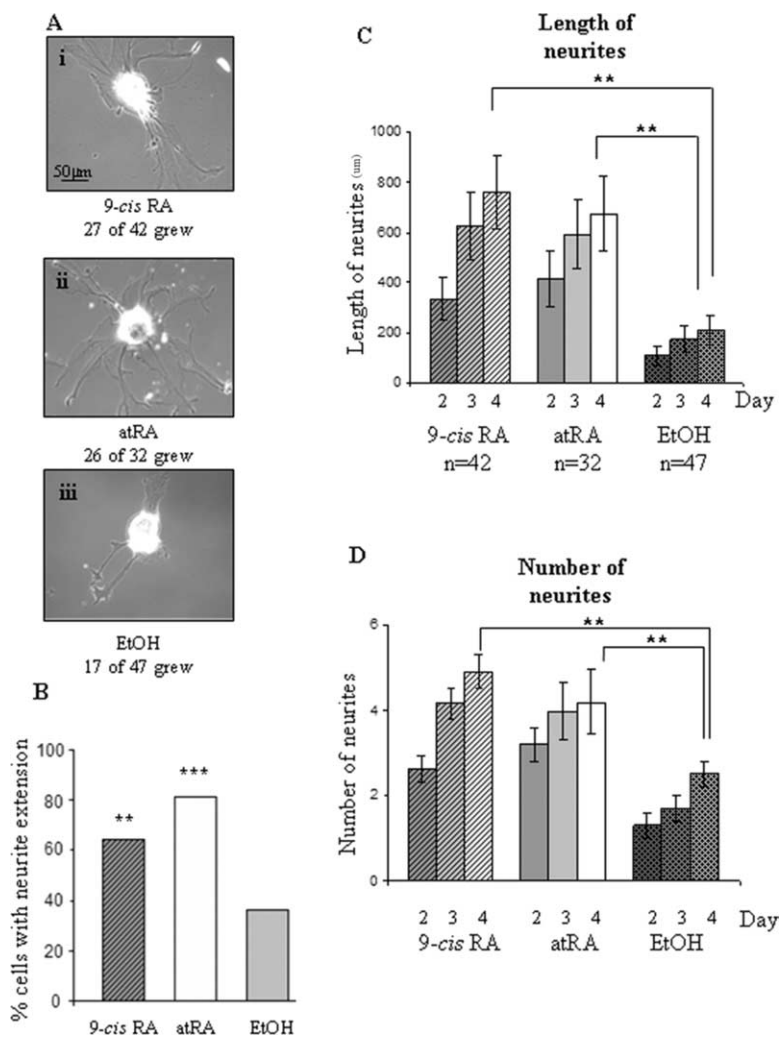 A
i
50µm
9-cis RA
27 of 42 grew
ii
atRA
26 of 32 grew
iii
EtOH
17 of 47 grew
B
% cells with neurite extension
100
80
60
40
20
0
**
***
9-cis RA atRA EtOH
C
Length of
neurites
**
**
Length of neurites (um)
1000
800
600
400
200
0
2 3 4 2 3 4 2 3 4 Day
9-cis RA atRA EtOH
n=42 n=32 n=47
D
Number of
neurites
**
**
Number of neurites
6
4
2
0
2 3 4 2 3 4 2 3 4 Day
9-cis RA atRA EtOH